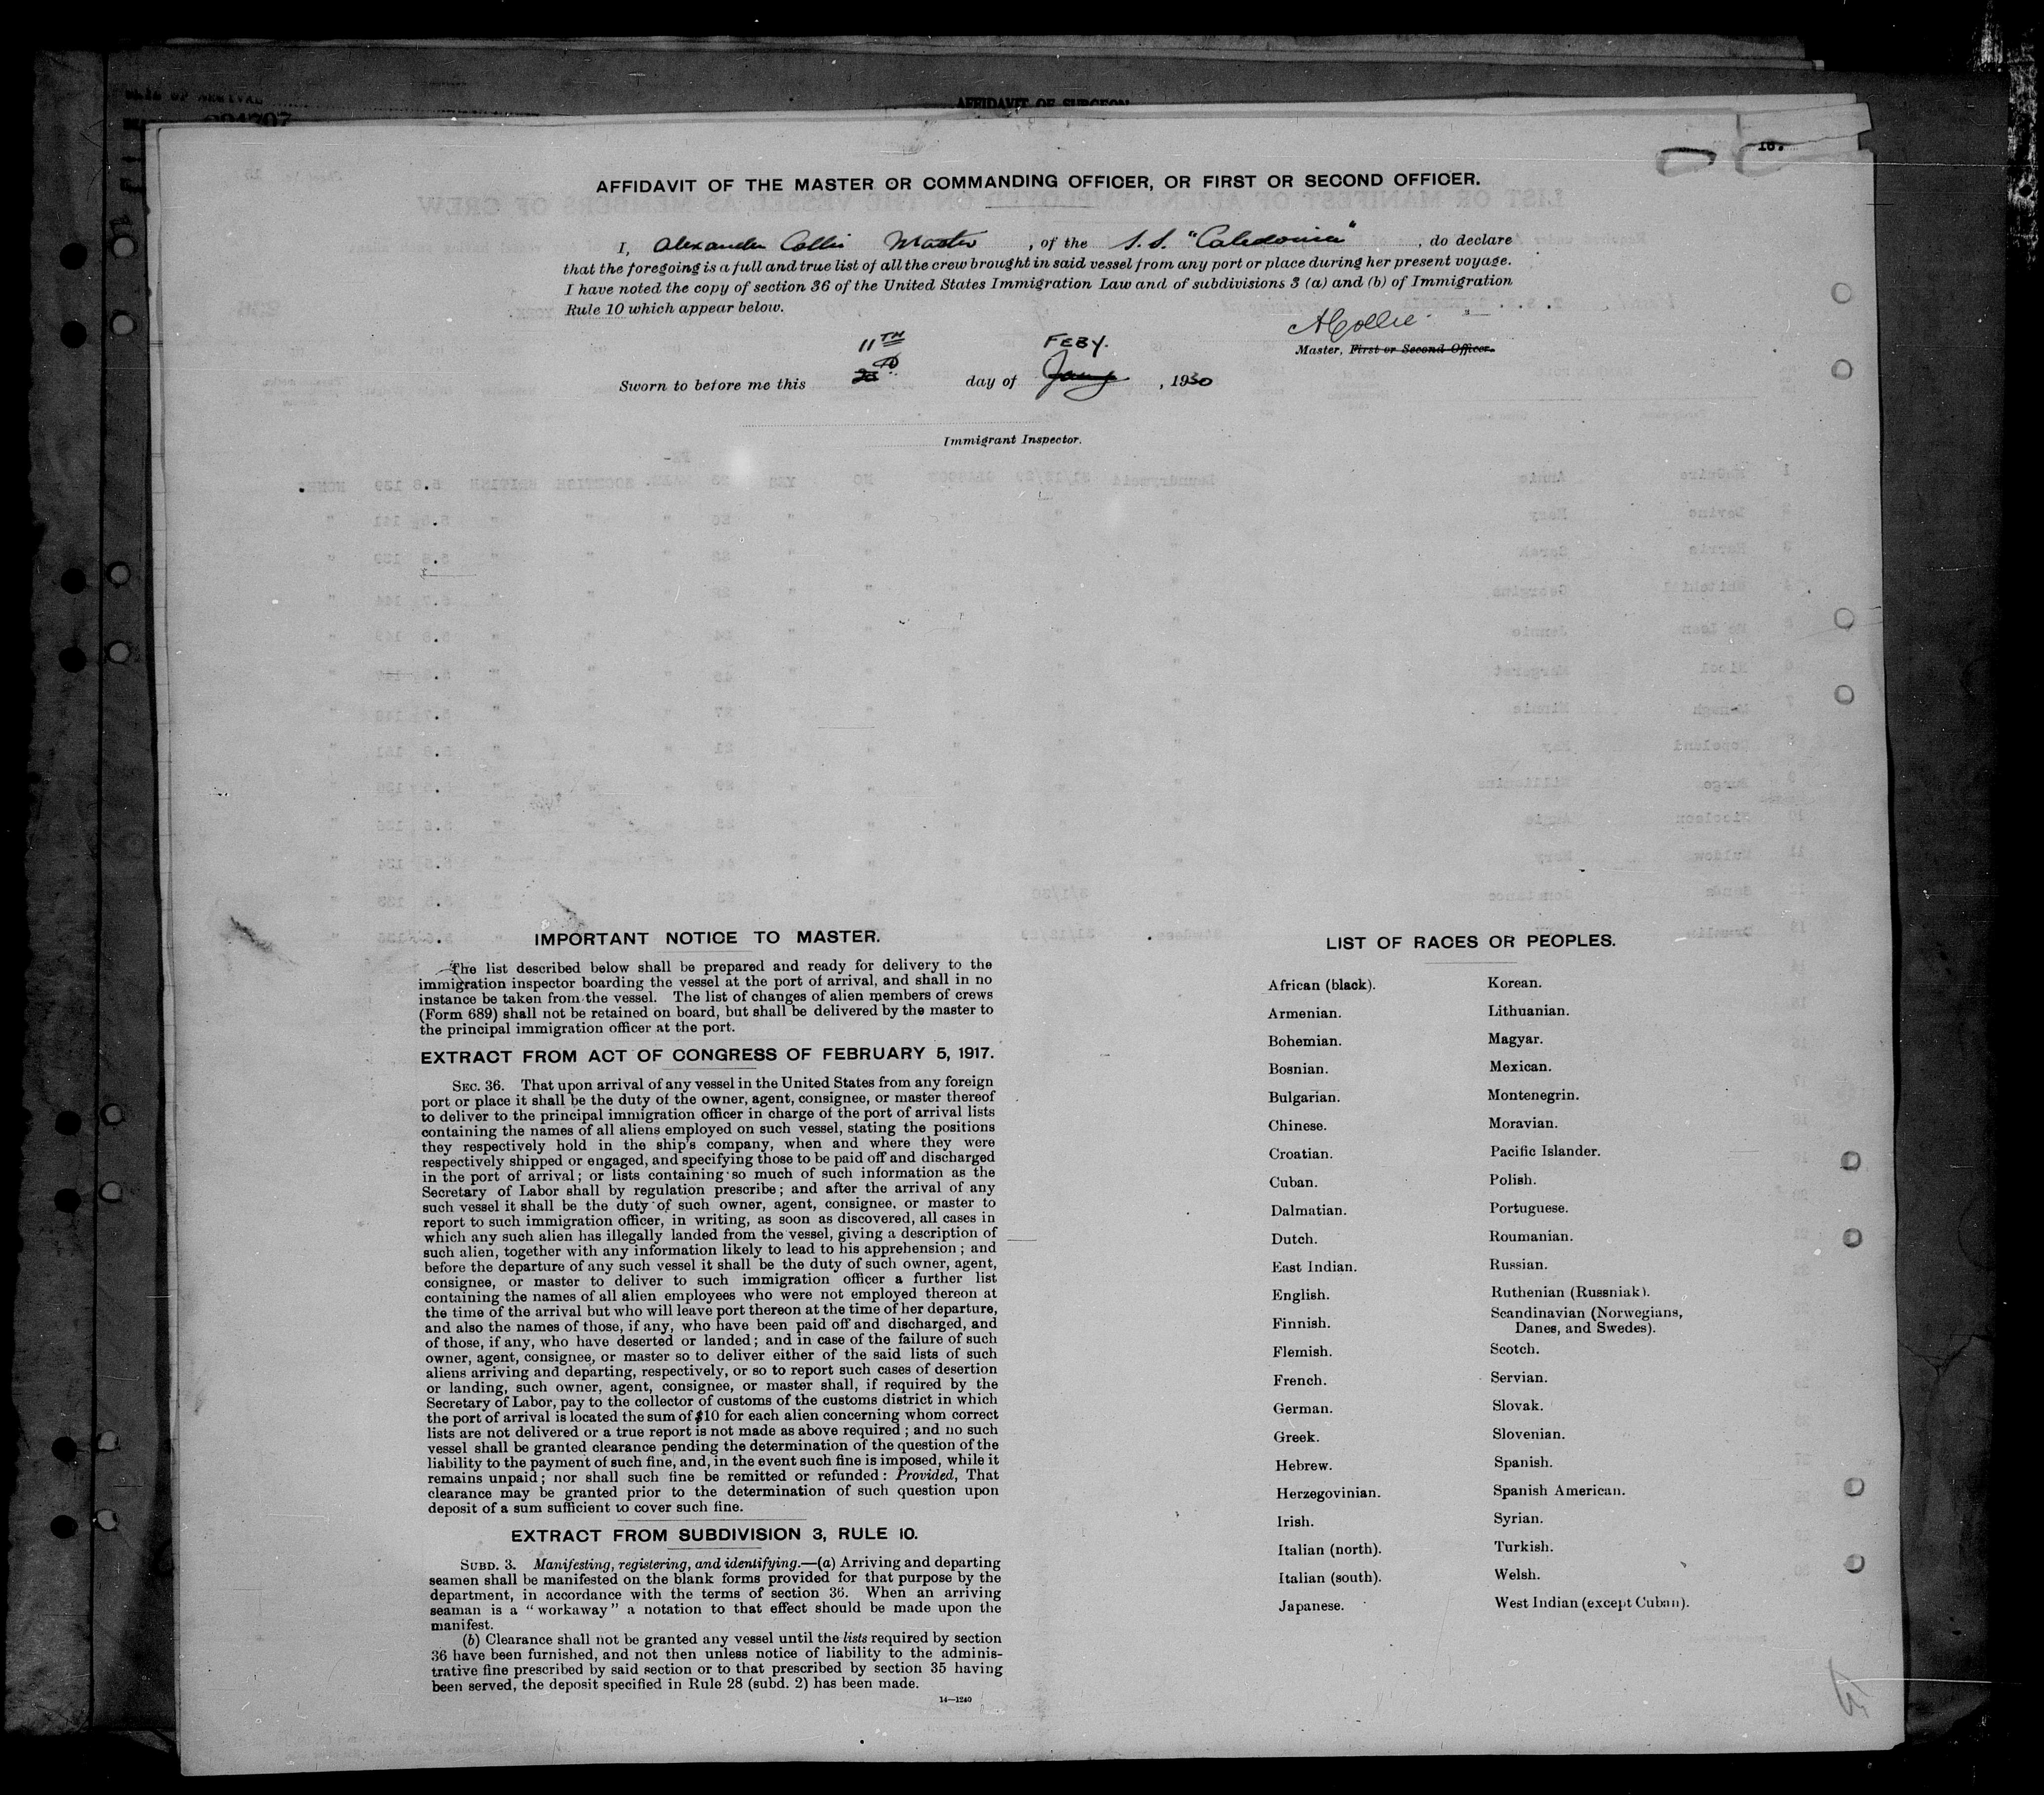 AFFIDAVIT OF SURGEON
18.
AFFIDAVIT OF THE MASTER OR COMMANDING OFFICER, OR FIRST OR SECOND OFFICER.
I, Alexander Collie Master, of the S.S. "Caledonia", do declare
that the foregoing is a full and true list of all the crew brought in said vessel from any port or place during her present voyage.
I have noted the copy of section 36 of the United States Immigration Law and of subdivisions 3 (a) and (b) of Immigration
Rule 10 which appear below.
A Collie
Master, First or Second Officer.
11TH FEBY.
Sworn to before me this day of Jany, 1930
Immigrant Inspector.
IMPORTANT NOTICE TO MASTER.
The list described below shall be prepared and ready for delivery to the
immigration inspector boarding the vessel at the port of arrival, and shall in no
instance be taken from the vessel. The list of changes of alien members of crews
(Form 689) shall not be retained on board, but shall be delivered by the master to
the principal immigration officer at the port.
EXTRACT FROM ACT OF CONGRESS OF FEBRUARY 5, 1917.
SEC. 36. That upon arrival of any vessel in the United States from any foreign
port or place it shall be the duty of the owner, agent, consignee, or master thereof
to deliver to the principal immigration officer in charge of the port of arrival lists
containing the names of all aliens employed on such vessel, stating the positions
they respectively hold in the ship's company, when and where they were
respectively shipped or engaged, and specifying those to be paid off and discharged
in the port of arrival; or lists containing so much of such information as the
Secretary of Labor shall by regulation prescribe; and after the arrival of any
such vessel it shall be the duty of such owner, agent, consignee, or master to
report to such immigration officer, in writing, as soon as discovered, all cases in
which any such alien has illegally landed from the vessel, giving a description of
such alien, together with any information likely to lead to his apprehension; and
before the departure of any such vessel it shall be the duty of such owner, agent,
consignee, or master to deliver to such immigration officer a further list
containing the names of all alien employees who were not employed thereon at
the time of the arrival but who will leave port thereon at the time of her departure,
and also the names of those, if any, who have been paid off and discharged, and
of those, if any, who have deserted or landed; and in case of the failure of such
owner, agent, consignee, or master so to deliver either of the said lists of such
aliens arriving and departing, respectively, or so to report such cases of desertion
or landing, such owner, agent, consignee, or master shall, if required by the
Secretary of Labor, pay to the collector of customs of the customs district in which
the port of arrival is located the sum of $10 for each alien concerning whom correct
lists are not delivered or a true report is not made as above required; and no such
vessel shall be granted clearance pending the determination of the question of the
liability to the payment of such fine, and, in the event such fine is imposed, while it
remains unpaid; nor shall such fine be remitted or refunded: Provided, That
clearance may be granted prior to the determination of such question upon
deposit of a sum sufficient to cover such fine.
EXTRACT FROM SUBDIVISION 3, RULE 10.
SUBD. 3. Manifesting, registering, and identifying.—(a) Arriving and departing
seamen shall be manifested on the blank forms provided for that purpose by the
department, in accordance with the terms of section 36. When an arriving
seaman is a "workaway" a notation to that effect should be made upon the
manifest.
(b) Clearance shall not be granted any vessel until the lists required by section
36 have been furnished, and not then unless notice of liability to the adminis-
trative fine prescribed by said section or to that prescribed by section 35 having
been served, the deposit specified in Rule 28 (subd. 2) has been made.
14—1240
LIST OF RACES OR PEOPLES.
African (black).
Armenian.
Bohemian.
Bosnian.
Bulgarian.
Chinese.
Croatian.
Cuban.
Dalmatian.
Dutch.
East Indian.
English.
Finnish.
Flemish.
French.
German.
Greek.
Hebrew.
Herzegovinian.
Irish.
Italian (north).
Italian (south).
Japanese.
Korean.
Lithuanian.
Magyar.
Mexican.
Montenegrin.
Moravian.
Pacific Islander.
Polish.
Portuguese.
Roumanian.
Russian.
Ruthenian (Russniak).
Scandinavian (Norwegians,
Danes, and Swedes).
Scotch.
Servian.
Slovak.
Slovenian.
Spanish.
Spanish American.
Syrian.
Turkish.
Welsh.
West Indian (except Cuban).